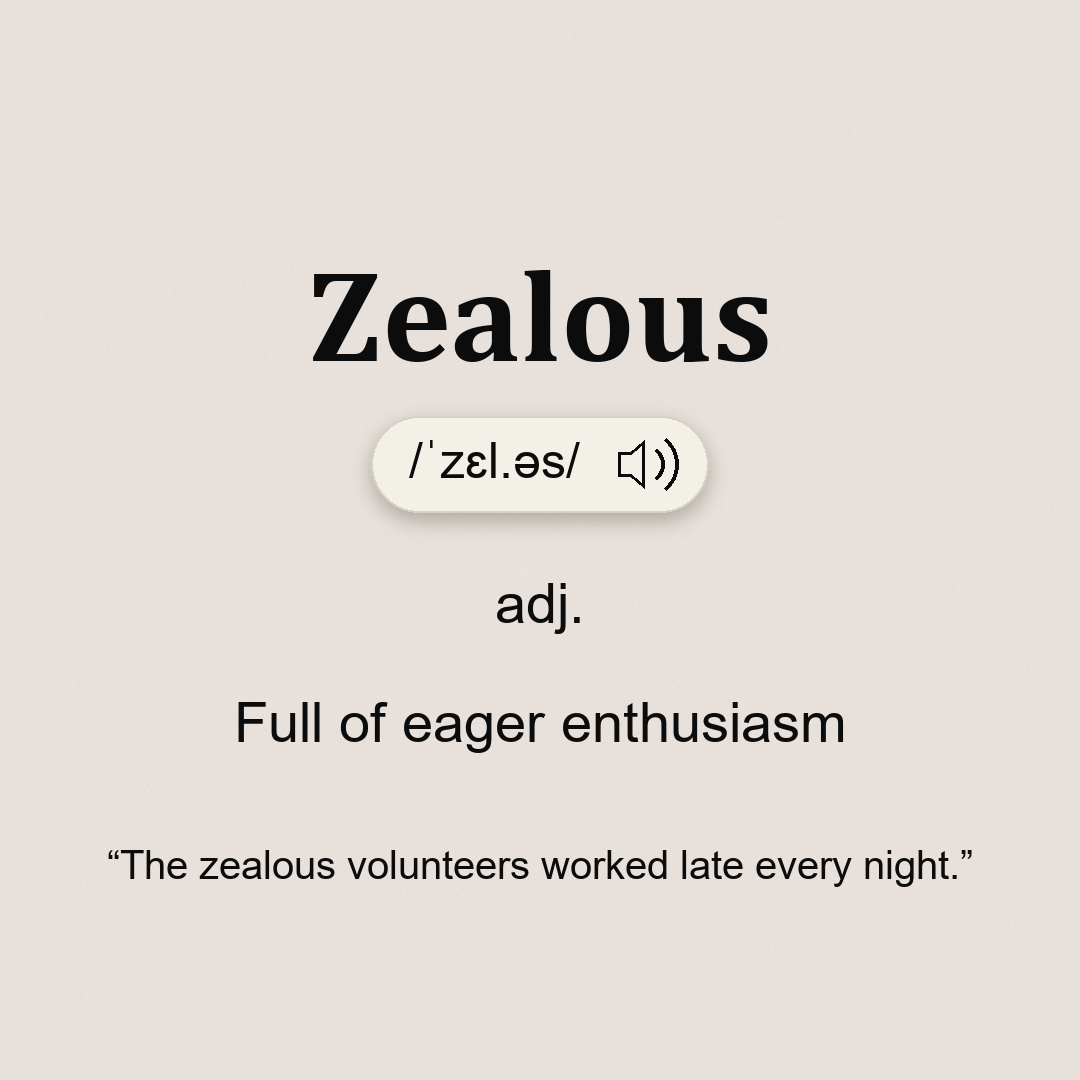 Zealous
/ˈzɛl.əs/
adj.
Full of eager enthusiasm
“The zealous volunteers worked late every night.”